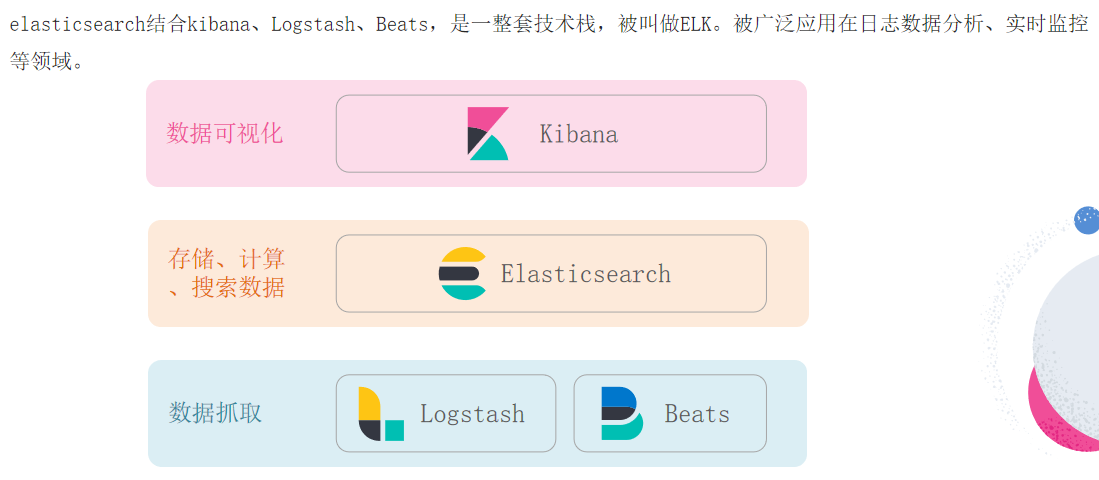 elasticsearch结合kibana、Logstash、Beats，是一整套技术栈，被叫做ELK。被广泛应用在日志数据分析、实时监控
等领域。
数据可视化
Kibana
存储、计算
、搜索数据
Elasticsearch
数据抓取
Logstash
Beats